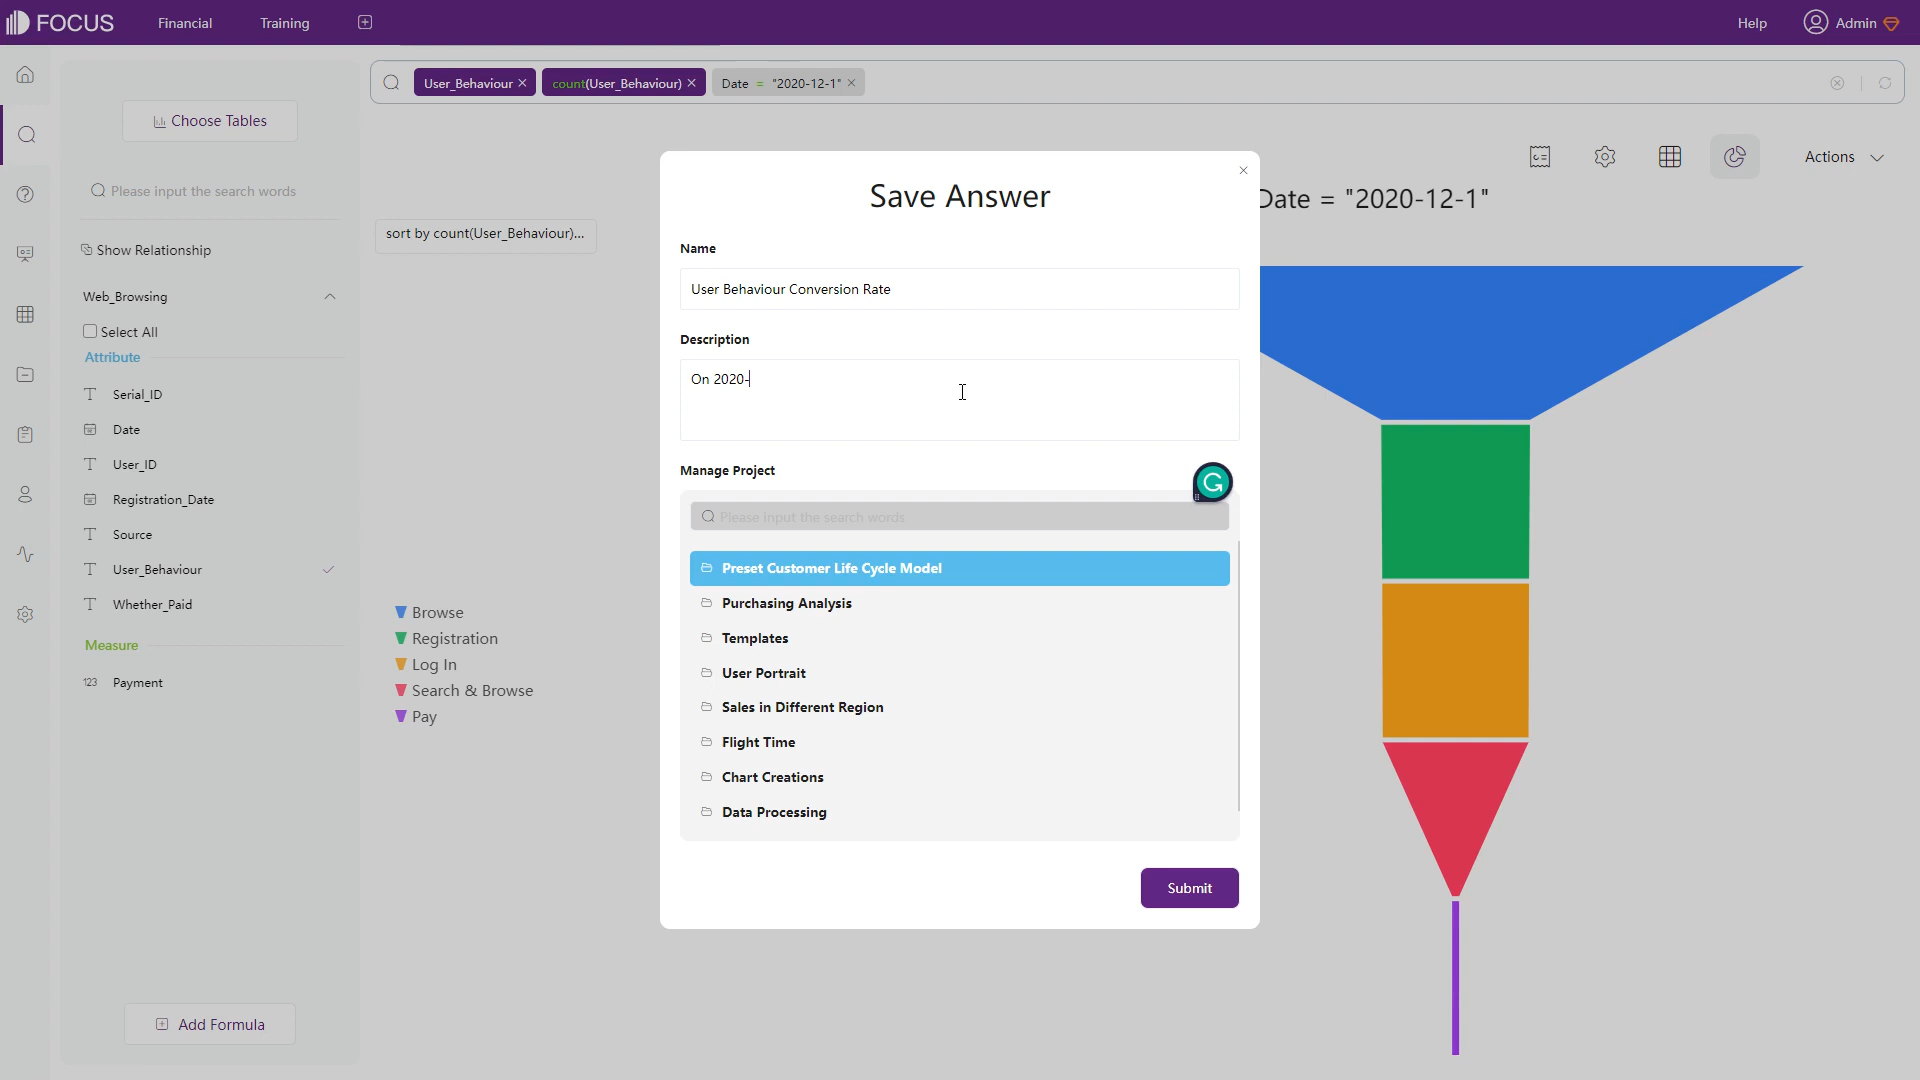 FOCUS
Financial
Training
Help
Admin
User_Behaviour
count(User_Behaviour)
Date = "2020-12-1"
Choose Tables
Please input the search words
Show Relationship
Web_Browsing
Select All
Attribute
Serial_ID
Date
User_ID
Registration_Date
Source
User_Behaviour
Whether_Paid
Measure
123 Payment
Add Formula
sort by count(User_Behaviour)...
Browse
Registration
Log In
Search & Browse
Pay
Actions
Date = "2020-12-1"
Save Answer
Name
User Behaviour Conversion Rate
Description
On 2020-
Manage Project
Please input the search words
Preset Customer Life Cycle Model
Purchasing Analysis
Templates
User Portrait
Sales in Different Region
Flight Time
Chart Creations
Data Processing
Submit